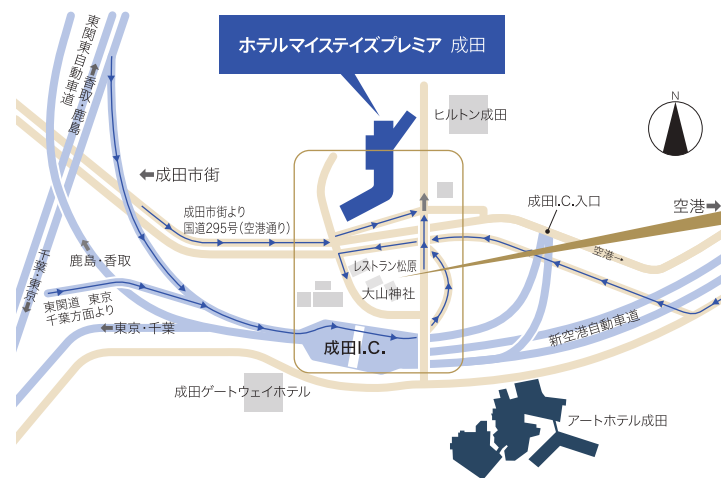 ホテルマイステイズプレミア 成田
東関東自動車道
香取・鹿島
ヒルトン成田
N
成田市街
成田市街より
国道295号(空港通り)
成田I.C.入口
空港
空港→
鹿島・香取
レストラン松原
大山神社
千葉・東京
東関道 東京
千葉方面より
東京・千葉
成田I.C.
新空港自動車道
成田ゲートウェイホテル
アートホテル成田